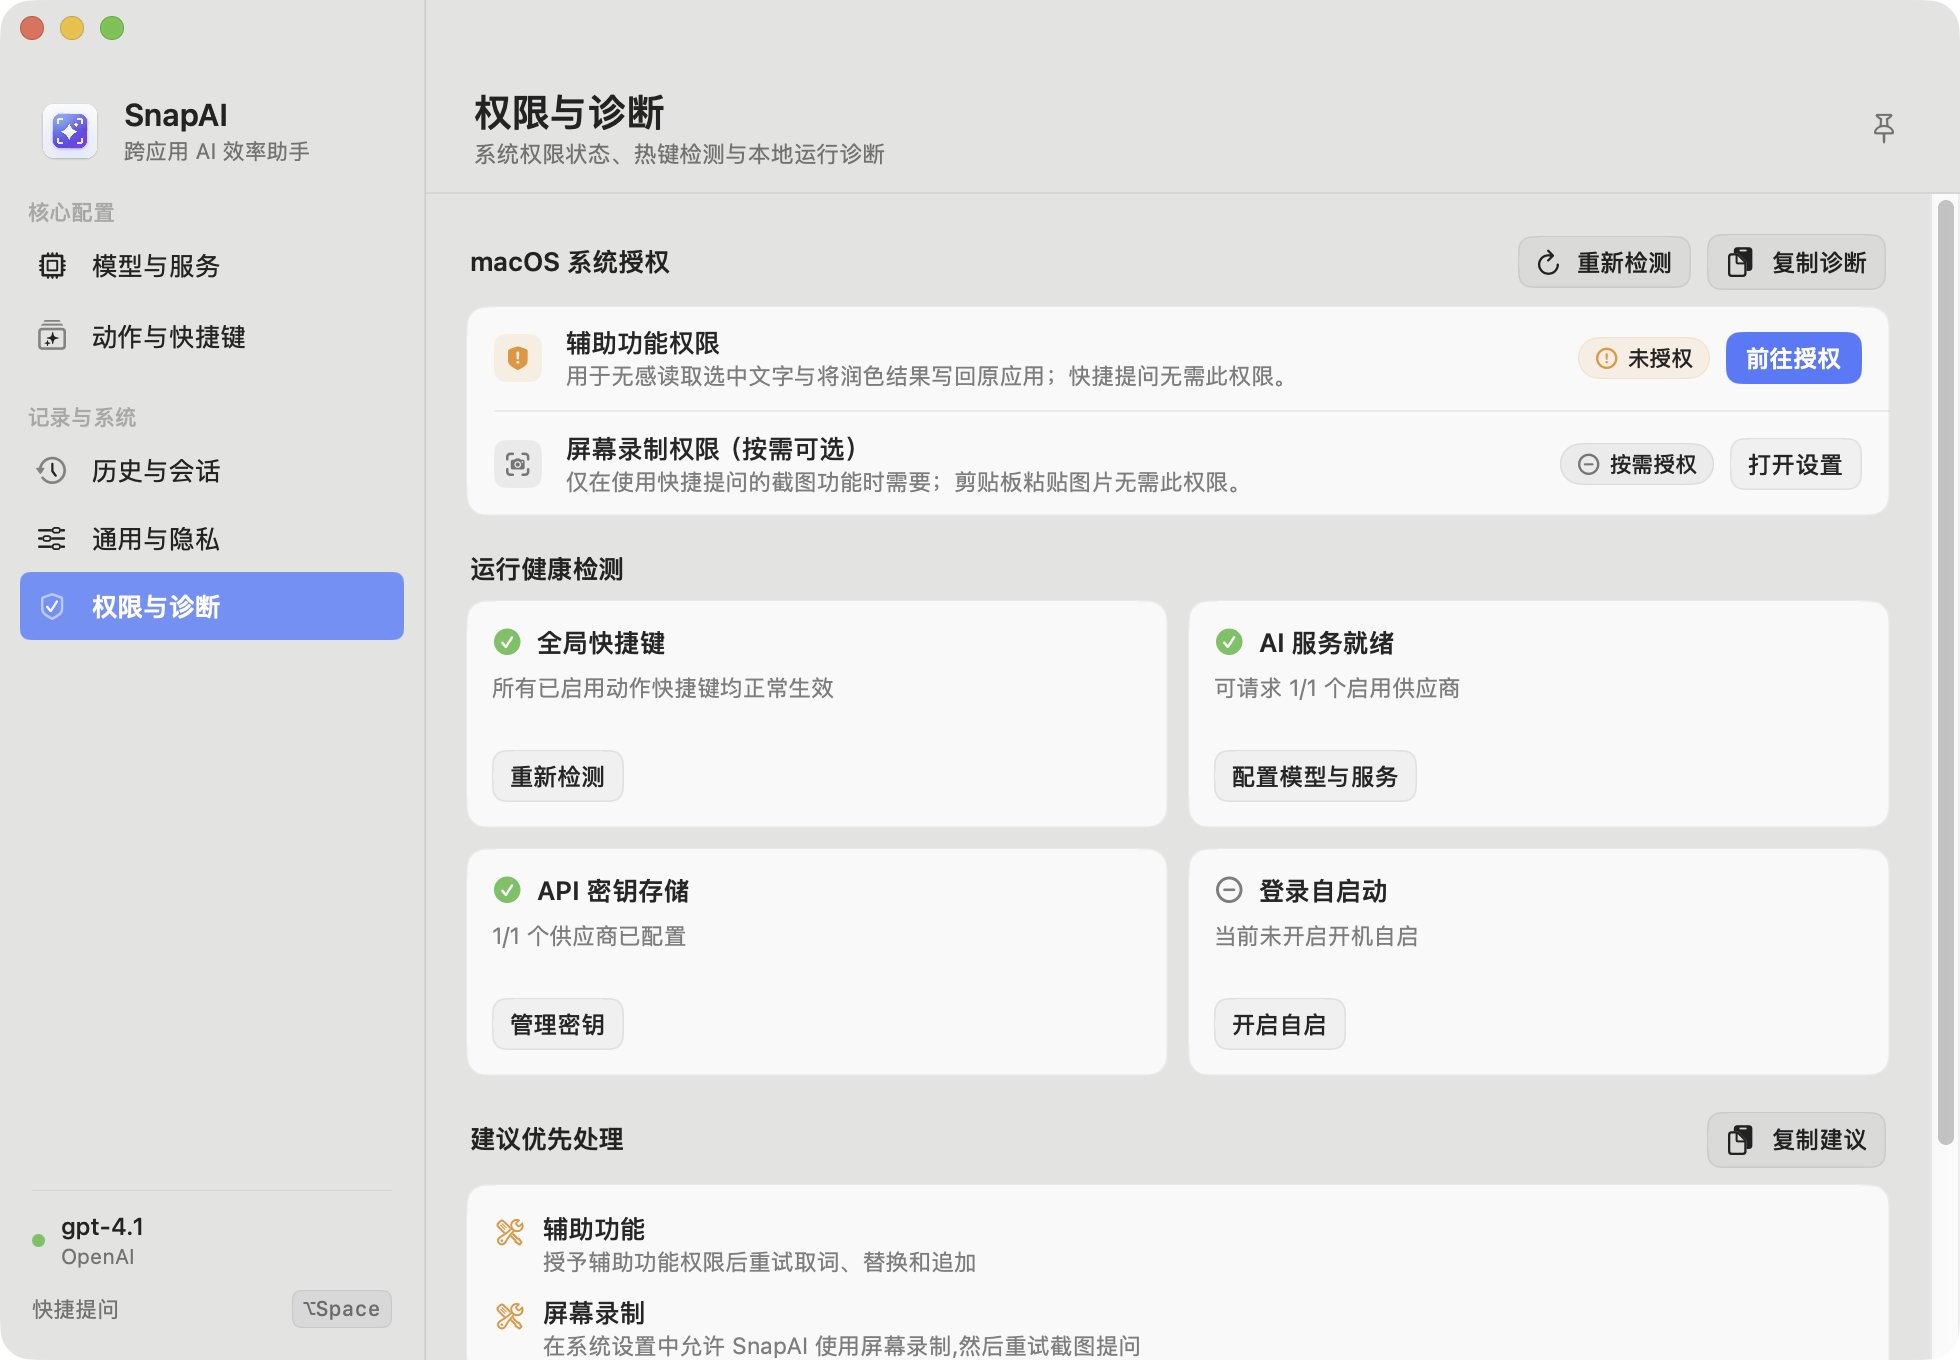 SnapAI
跨应用 AI 效率助手
核心配置
模型与服务
动作与快捷键
记录与系统
历史与会话
通用与隐私
权限与诊断
gpt-4.1
OpenAI
快捷提问
⌥Space
权限与诊断
系统权限状态、热键检测与本地运行诊断
macOS 系统授权
重新检测
复制诊断
辅助功能权限
用于无感读取选中文字与将润色结果写回原应用；快捷提问无需此权限。
未授权
前往授权
屏幕录制权限（按需可选）
仅在使用快捷提问的截图功能时需要；剪贴板粘贴图片无需此权限。
按需授权
打开设置
运行健康检测
全局快捷键
所有已启用动作快捷键均正常生效
重新检测
AI 服务就绪
可请求 1/1 个启用供应商
配置模型与服务
API 密钥存储
1/1 个供应商已配置
管理密钥
登录自启动
当前未开启开机自启
开启自启
建议优先处理
复制建议
辅助功能
授予辅助功能权限后重试取词、替换和追加
屏幕录制
在系统设置中允许 SnapAI 使用屏幕录制,然后重试截图提问